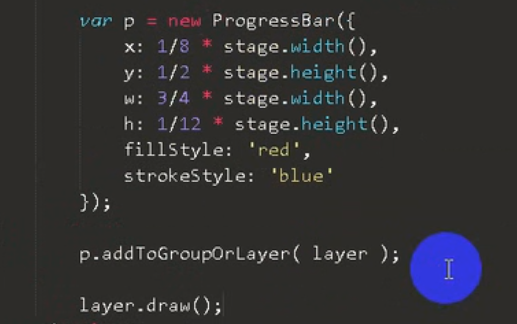 var p = new ProgressBar({
x: 1/8 * stage.width(),
y: 1/2 * stage.height(),
w: 3/4 * stage.width(),
h: 1/12 * stage.height(),
fillStyle: 'red',
strokeStyle: 'blue'
});
p.addToGroupOrLayer( layer );
layer.draw();